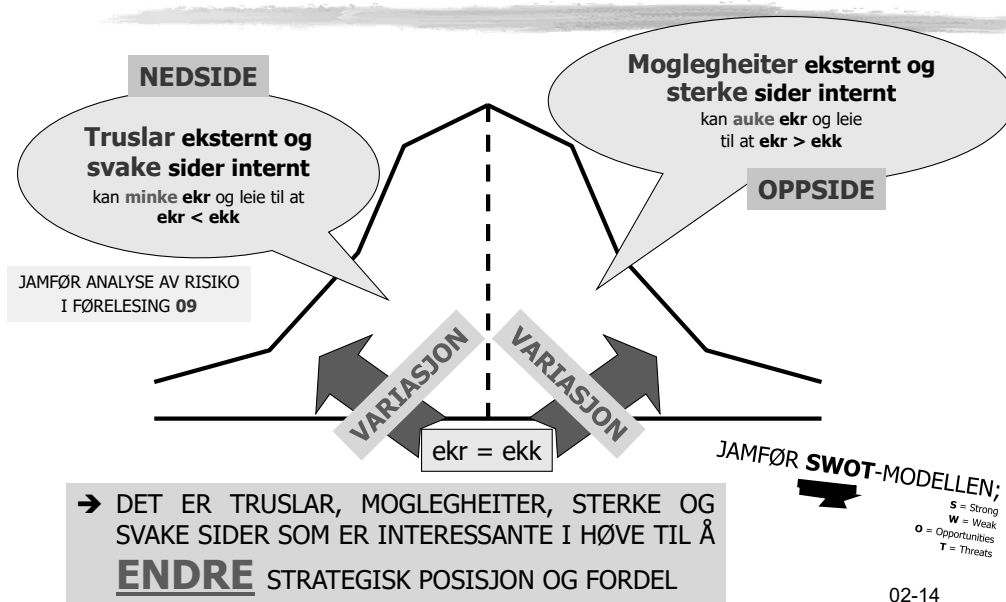 NEDSIDE
Truslar eksternt og
svake sider internt
kan minke ekr og leie til at
ekr < ekk
Moglegheiter eksternt og
sterke sider internt
kan auke ekr og leie
til at ekr > ekk
OPPSIDE
JAMFØR ANALYSE AV RISIKO
I FØRELESING 09
VARIASJON
VARIASJON
ekr = ekk
JAMFØR SWOT-MODELLEN;
S = Strong
W = Weak
O = Opportunities
T = Threats
➔ DET ER TRUSLAR, MOGLEGHEITER, STERKE OG
SVAKE SIDER SOM ER INTERESSANTE I HØVE TIL Å
ENDRE STRATEGISK POSISJON OG FORDEL
02-14